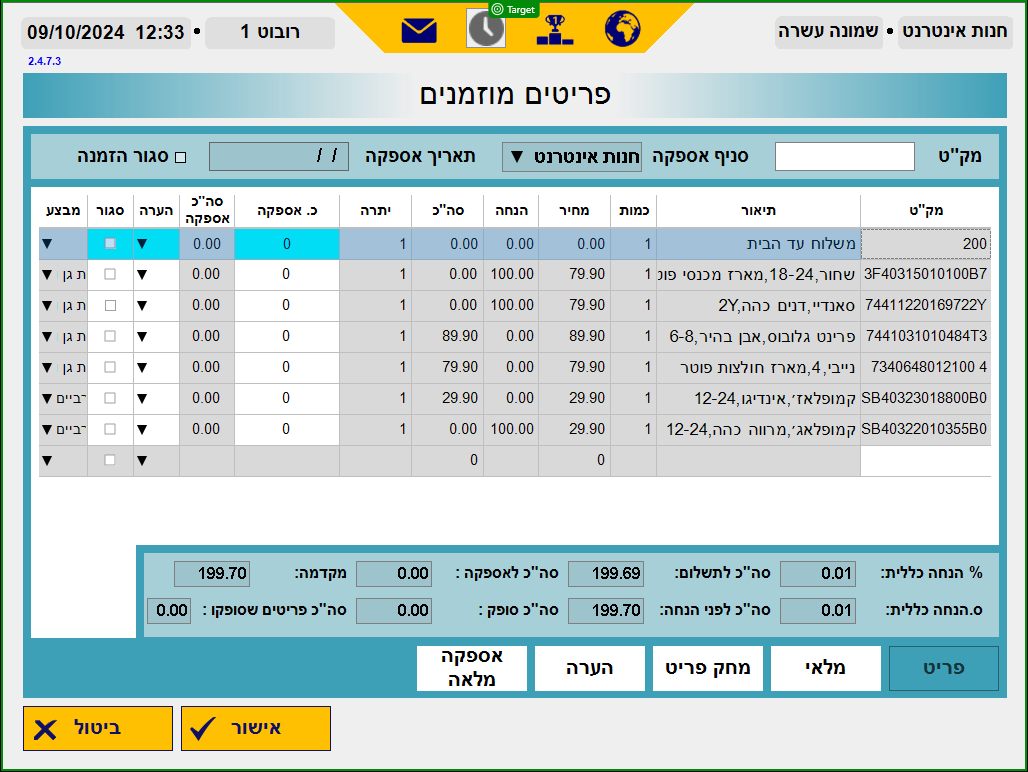 Target
חנות אינטרנט • שמונה עשרה
רובוט 1 • 12:33 09/10/2024
2.4.7.3
פריטים מוזמנים
מק"ט
סניף אספקה חנות אינטרנט ▼
תאריך אספקה / /
סגור הזמנה
מק"ט תיאור כמות מחיר הנחה סה"כ יתרה כ. אספקה סה"כ אספקה הערה סגור מבצע
200 משלוח עד הבית 1 0.00 0.00 0.00 1 0 0.00 ▼ ▼
3F40315010100B7 שחור,18-24,מארז מכנסי פוט 1 79.90 100.00 0.00 1 0 0.00 ▼ ת גן ▼
74411220169722Y סאנדיי,דנים כהה,2Y 1 79.90 100.00 0.00 1 0 0.00 ▼ ת גן ▼
7441031010484T3 פרינט גלובוס,אבן בהיר,6-8 1 89.90 0.00 89.90 1 0 0.00 ▼ ת גן ▼
7340648012100 4 נייבי,4,מארז חולצות פוטר 1 79.90 0.00 79.90 1 0 0.00 ▼ ת גן ▼
SB40323018800B0 קמופלאז׳,אינדיגו,12-24 1 29.90 0.00 29.90 1 0 0.00 ▼ רביים ▼
SB40322010355B0 קמופלאג׳,מרווה כהה,12-24 1 29.90 100.00 0.00 1 0 0.00 ▼ רביים ▼
0 0 ▼ ▼
% הנחה כללית: 0.01 סה"כ לתשלום: 199.69 סה"כ לאספקה : 0.00 מקדמה: 199.70
ס.הנחה כללית: 0.01 סה"כ לפני הנחה: 199.70 סה"כ סופק : 0.00 סה"כ פריטים שסופקו : 0.00
פריט
מלאי
מחק פריט
הערה
אספקה
מלאה
אישור
ביטול